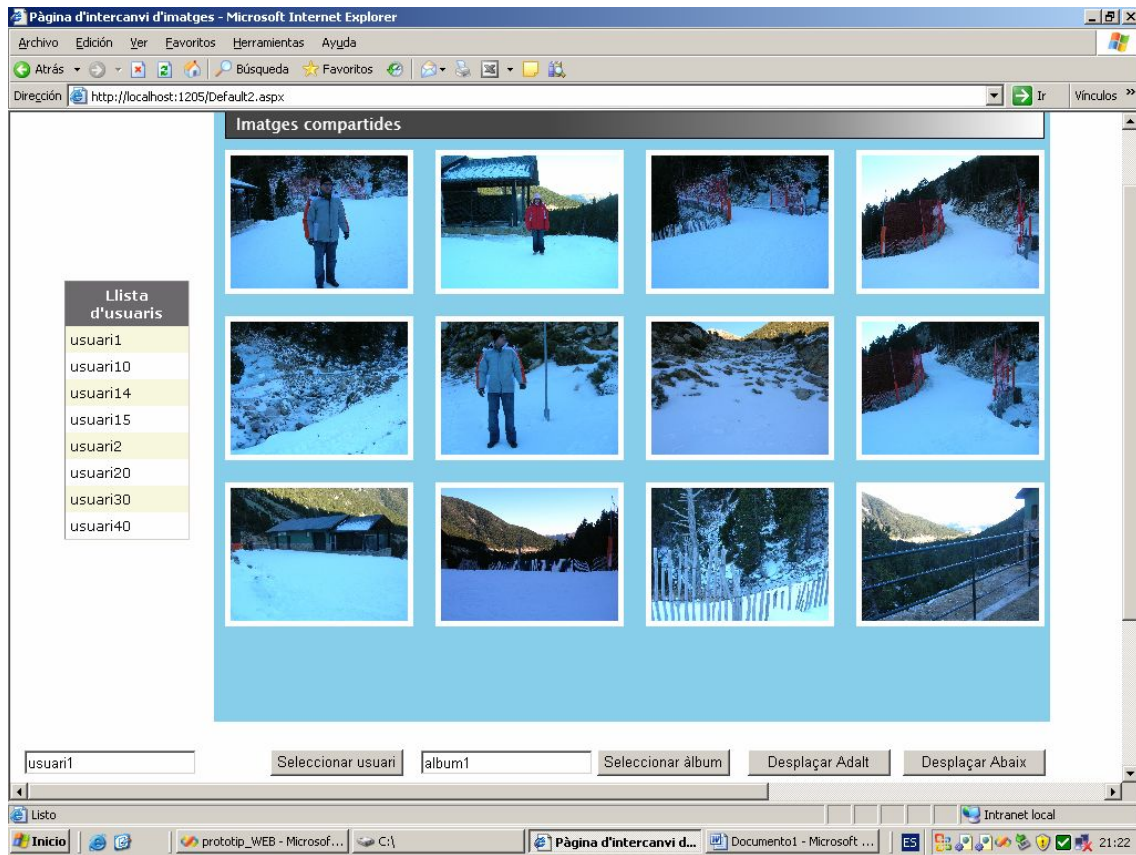 Pàgina d'intercanvi d'imatges - Microsoft Internet Explorer
Archivo Edición Ver Favoritos Herramientas Ayuda
Atrás Búsqueda Favoritos
Dirección http://localhost:1205/Default2.aspx Ir Vínculos »
Imatges compartides
Llista
d'usuaris
usuari1
usuari10
usuari14
usuari15
usuari2
usuari20
usuari30
usuari40
usuari1 Seleccionar usuari album1 Seleccionar àlbum Desplaçar Adalt Desplaçar Abaix
Listo Intranet local
Inicio prototip_WEB - Microsof... C:\ Pàgina d'intercanvi d... Documento1 - Microsoft ... ES 21:22